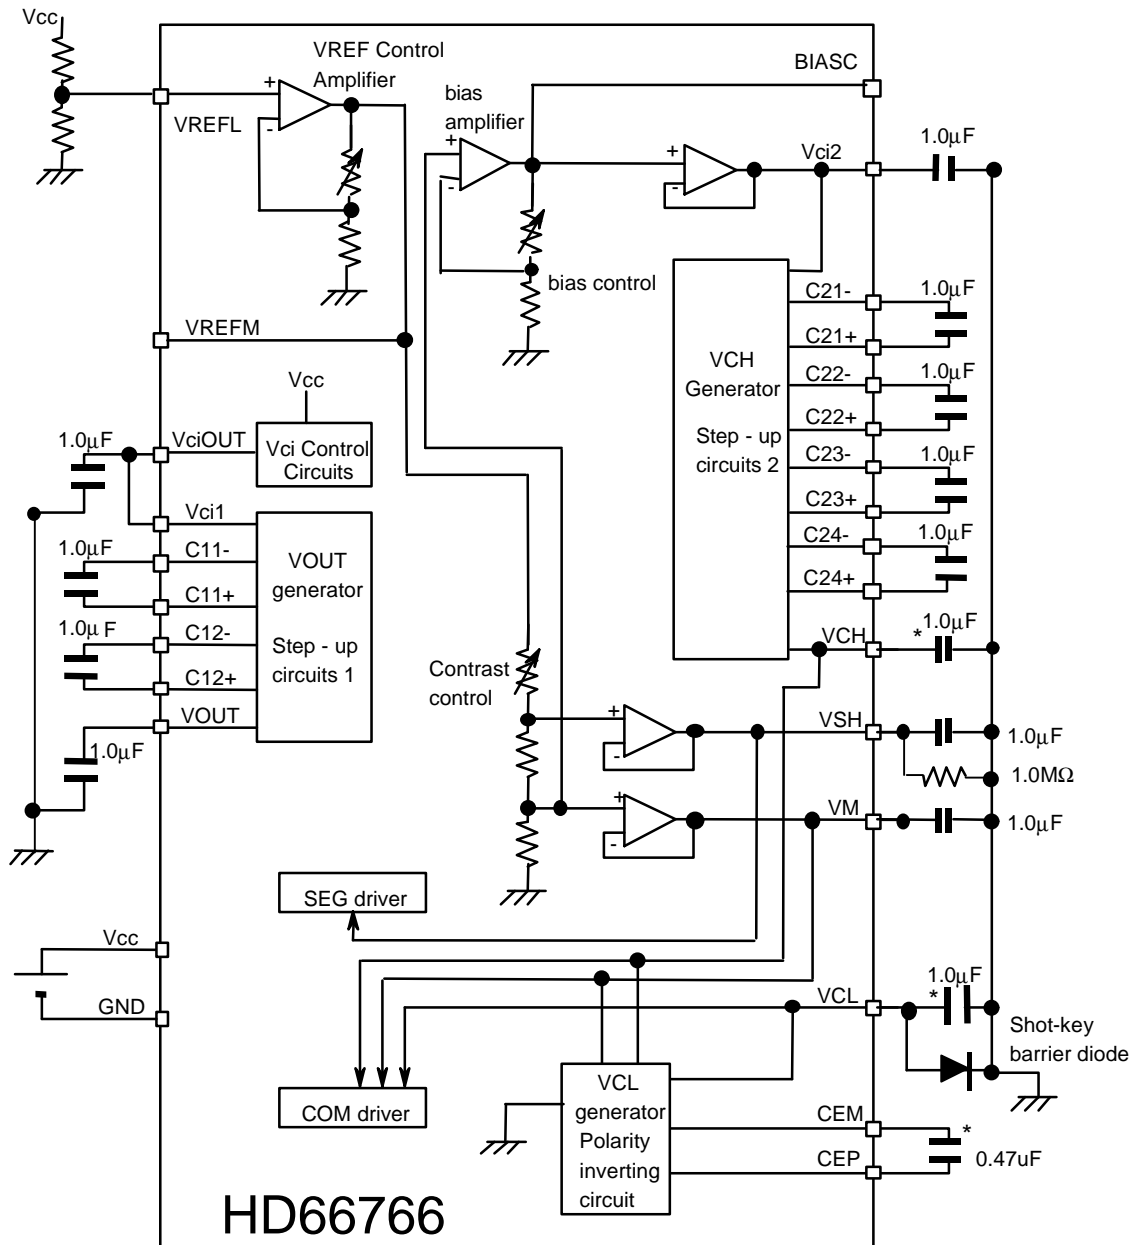 Vcc
VREF Control
Amplifier
BIASC
+
-
VREFL
bias
amplifier
+
-
+
-
Vci2
1.0µF
bias control
VREFM
C21-
1.0µF
C21+
VCH
Generator
C22-
1.0µF
C22+
Step - up
circuits 2
C23-
1.0µF
C23+
C24-
1.0µF
C24+
Vcc
1.0µF
VciOUT
Vci Control
Circuits
Vci1
1.0µF
C11-
C11+
VOUT
generator
1.0µ F
C12-
C12+
Step - up
circuits 1
VOUT
1.0µF
VCH
*
1.0µF
Contrast
control
+
-
VSH
1.0µF
1.0MΩ
+
-
VM
1.0µF
SEG driver
Vcc
GND
VCL
*
1.0µF
Shot-key
barrier diode
COM driver
VCL
generator
Polarity
inverting
circuit
CEM
*
CEP
0.47uF
HD66766